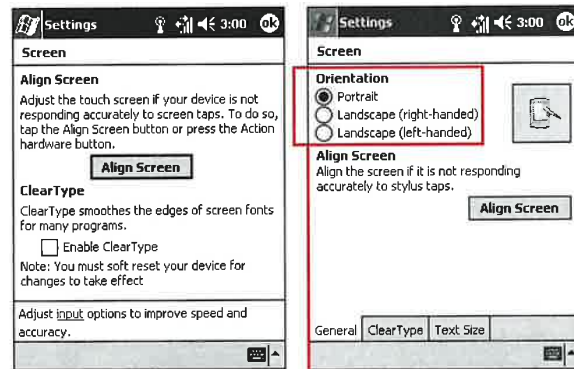 Settings
3:00
ok
Screen
Align Screen
Adjust the touch screen if your device is not
responding accurately to screen taps. To do so,
tap the Align Screen button or press the Action
hardware button.
Align Screen
ClearType
ClearType smoothes the edges of screen fonts
for many programs.
Enable ClearType
Note: You must soft reset your device for
changes to take effect
Adjust input options to improve speed and
accuracy.
Settings
3:00
ok
Screen
Orientation
Portrait
Landscape (right-handed)
Landscape (left-handed)
Align Screen
Align the screen if it is not responding
accurately to stylus taps.
Align Screen
General ClearType Text Size